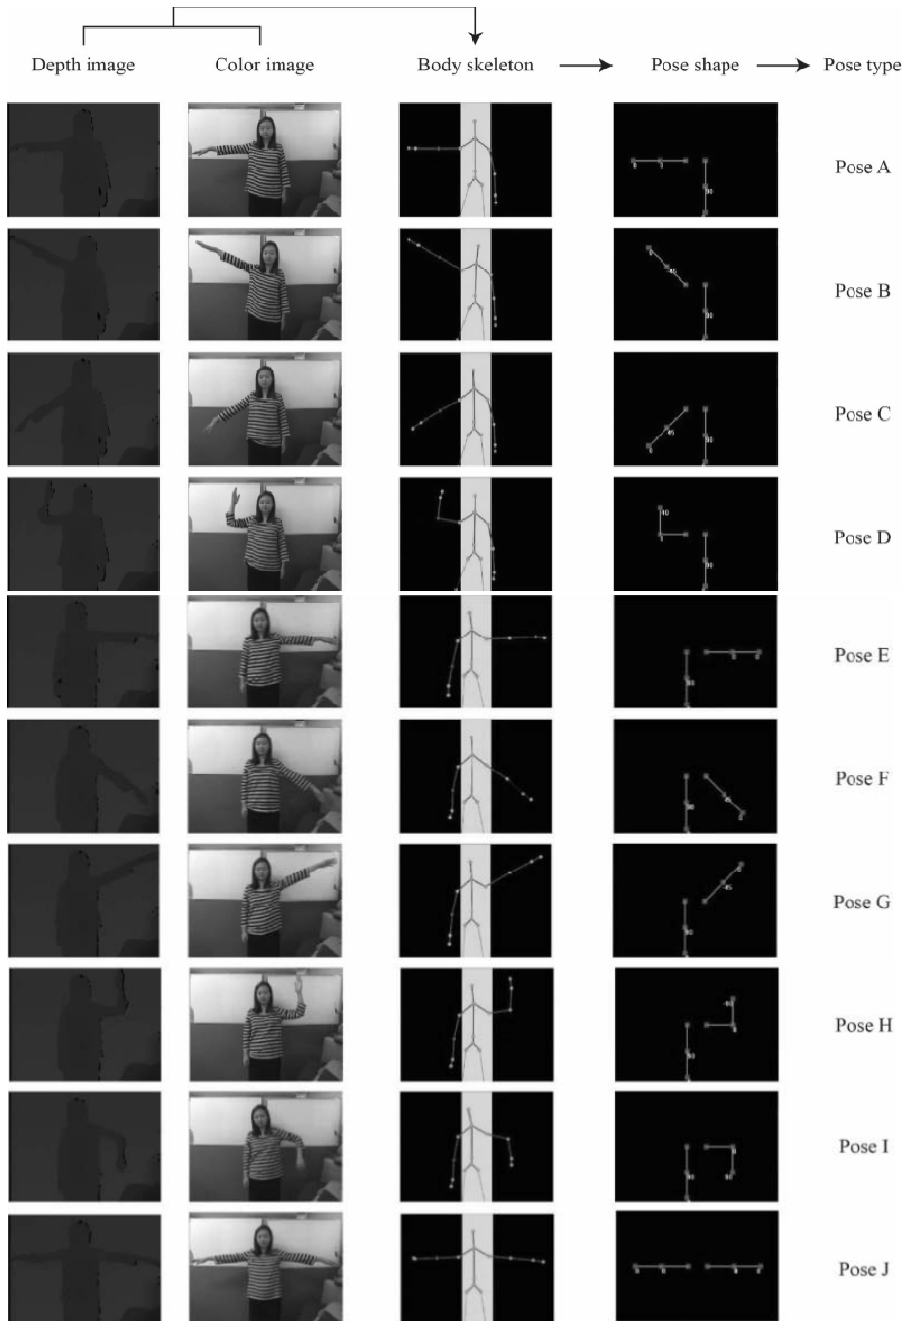 Depth image Color image Body skeleton Pose shape Pose type
Pose A
Pose B
Pose C
Pose D
Pose E
Pose F
Pose G
Pose H
Pose I
Pose J